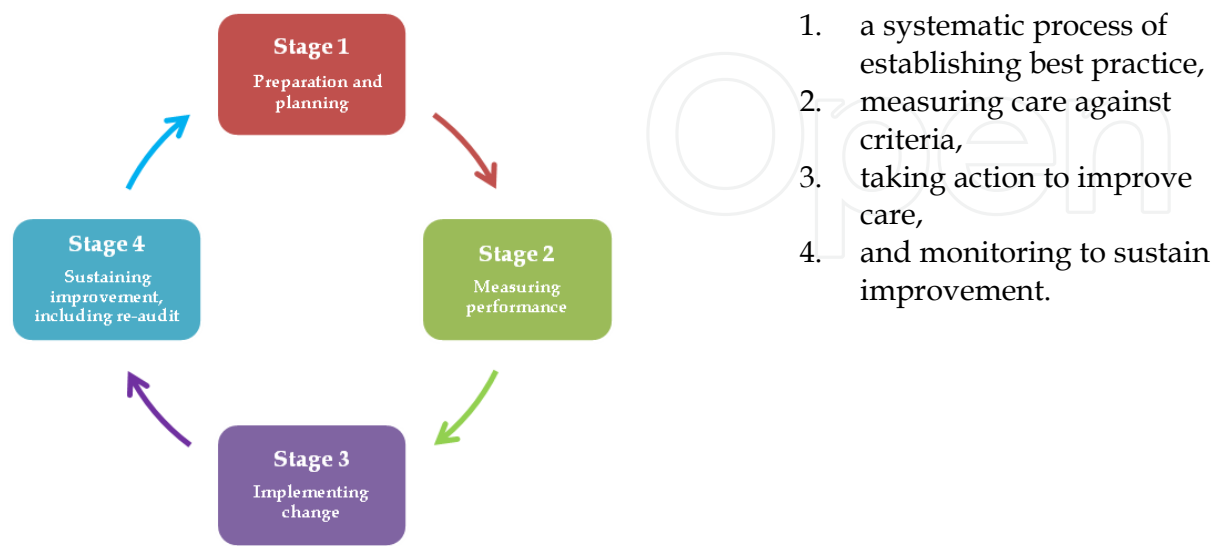 Stage 1
Preparation and
planning
Stage 2
Measuring
performance
Stage 3
Implementing
change
Stage 4
Sustaining
improvement,
including re-audit
1. a systematic process of
establishing best practice,
2. measuring care against
criteria,
3. taking action to improve
care,
4. and monitoring to sustain
improvement.
Open